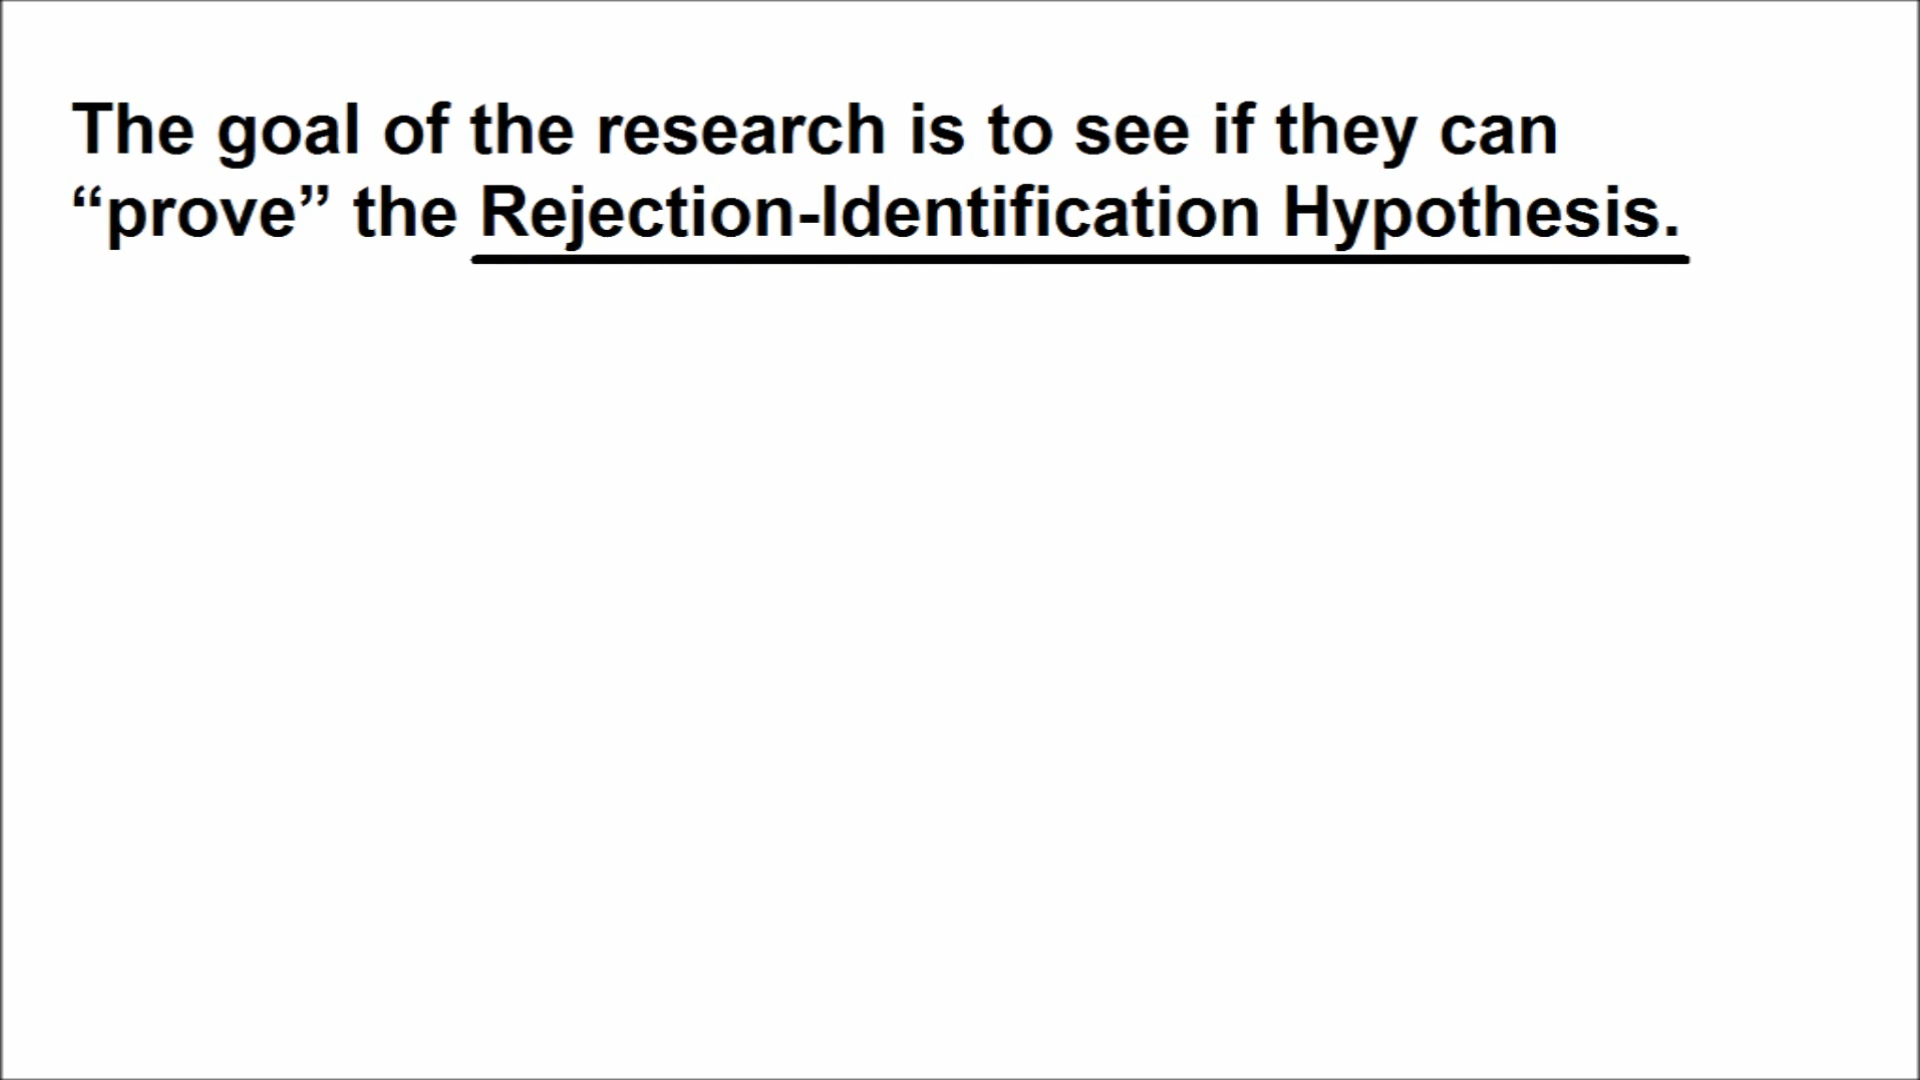 The goal of the research is to see if they can
“prove” the Rejection-Identification Hypothesis.